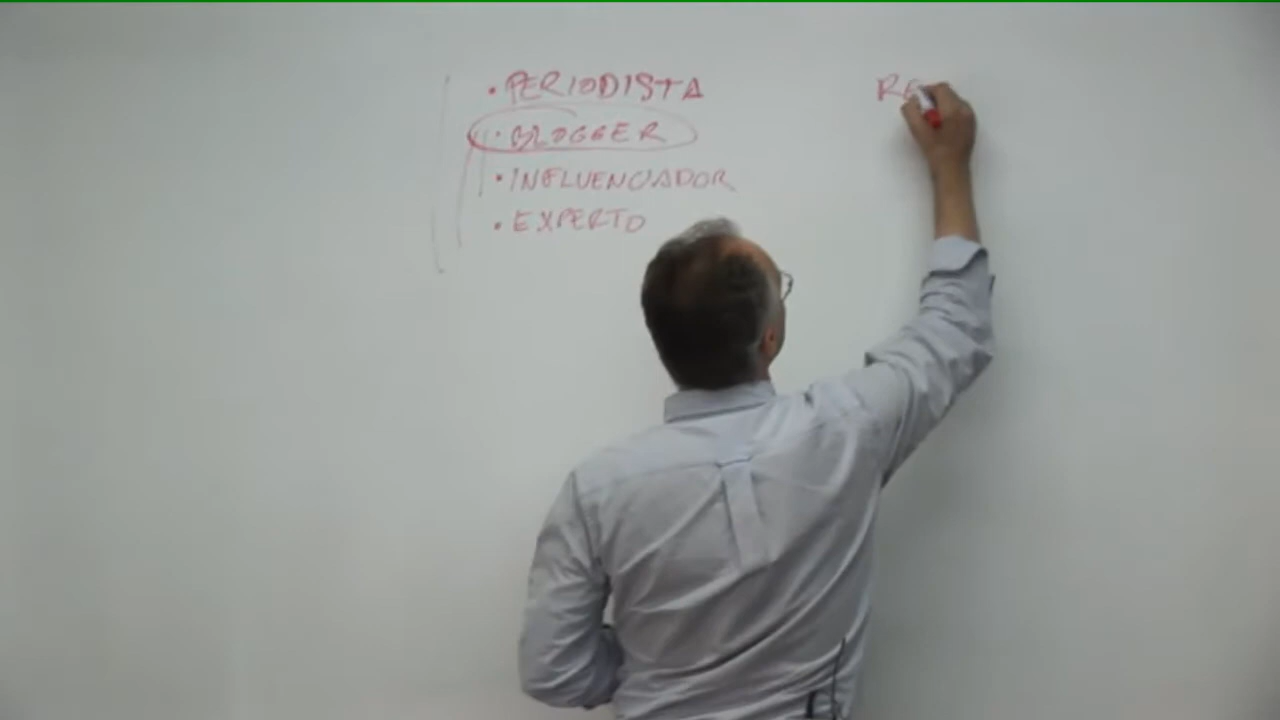 • PERIODISTA
• BLOGGER
• INFLUENCIADOR
• EXPERTO
RE